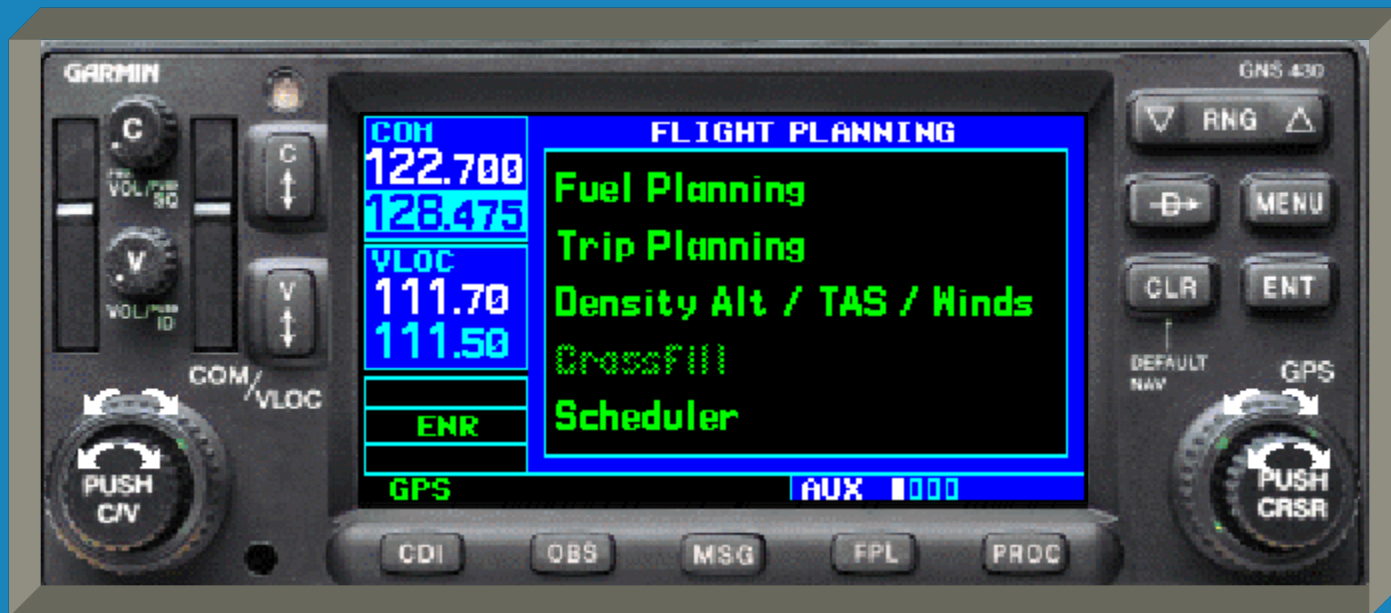 GARMIN
GNS 430
C
VOL/PUSH
SQ
V
VOL/PUSH
ID
C
V
COM/VLOC
PUSH
C/V
COM
122.700
128.475
VLOC
111.70
111.50
ENR
GPS
FLIGHT PLANNING
Fuel Planning
Trip Planning
Density Alt / TAS / Winds
Crossfill
Scheduler
AUX
RNG
D
MENU
CLR
ENT
DEFAULT
NAV
GPS
PUSH
CRSR
CDI
OBS
MSG
FPL
PROC